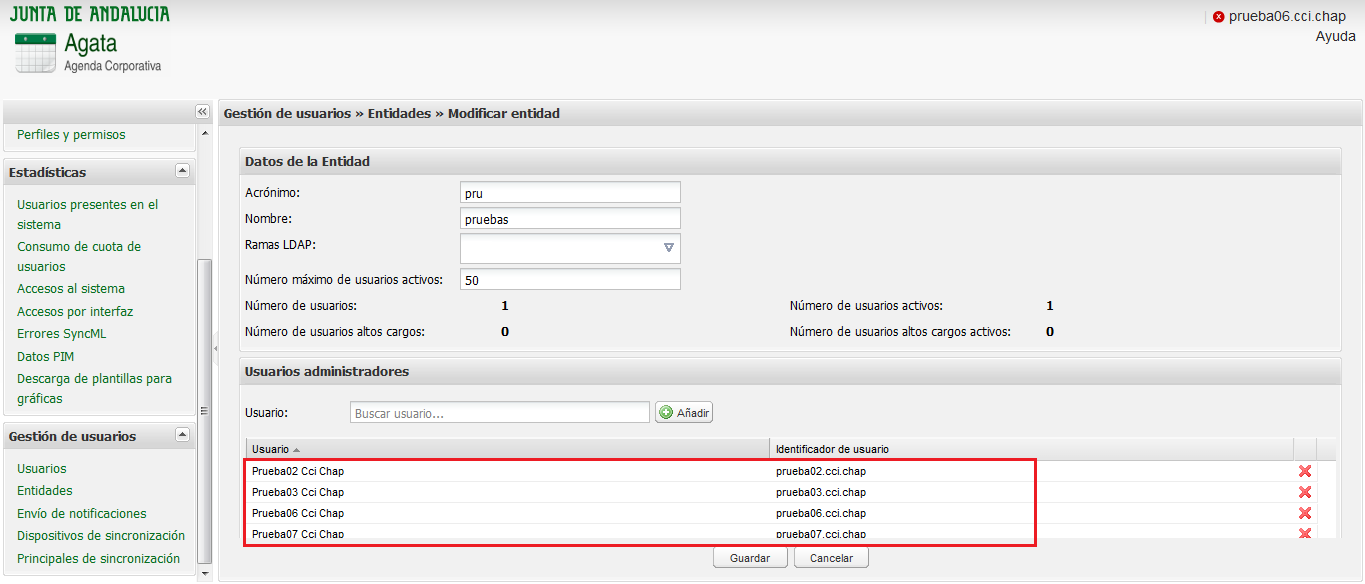 JUNTA DE ANDALUCIA
Agata
Agenda Corporativa
prueba06.cci.chap
Ayuda
Perfiles y permisos
Estadísticas
Usuarios presentes en el
sistema
Consumo de cuota de
usuarios
Accesos al sistema
Accesos por interfaz
Errores SyncML
Datos PIM
Descarga de plantillas para
gráficas
Gestión de usuarios
Usuarios
Entidades
Envío de notificaciones
Dispositivos de sincronización
Principales de sincronización
Gestión de usuarios » Entidades » Modificar entidad
Datos de la Entidad
Acrónimo: pru
Nombre: pruebas
Ramas LDAP:
Número máximo de usuarios activos: 50
Número de usuarios: 1 Número de usuarios activos: 1
Número de usuarios altos cargos: 0 Número de usuarios altos cargos activos: 0
Usuarios administradores
Usuario: Buscar usuario... Añadir
Usuario Identificador de usuario
Prueba02 Cci Chap prueba02.cci.chap
Prueba03 Cci Chap prueba03.cci.chap
Prueba06 Cci Chap prueba06.cci.chap
Prueba07 Cci Chap prueba07.cci.chap
Guardar Cancelar